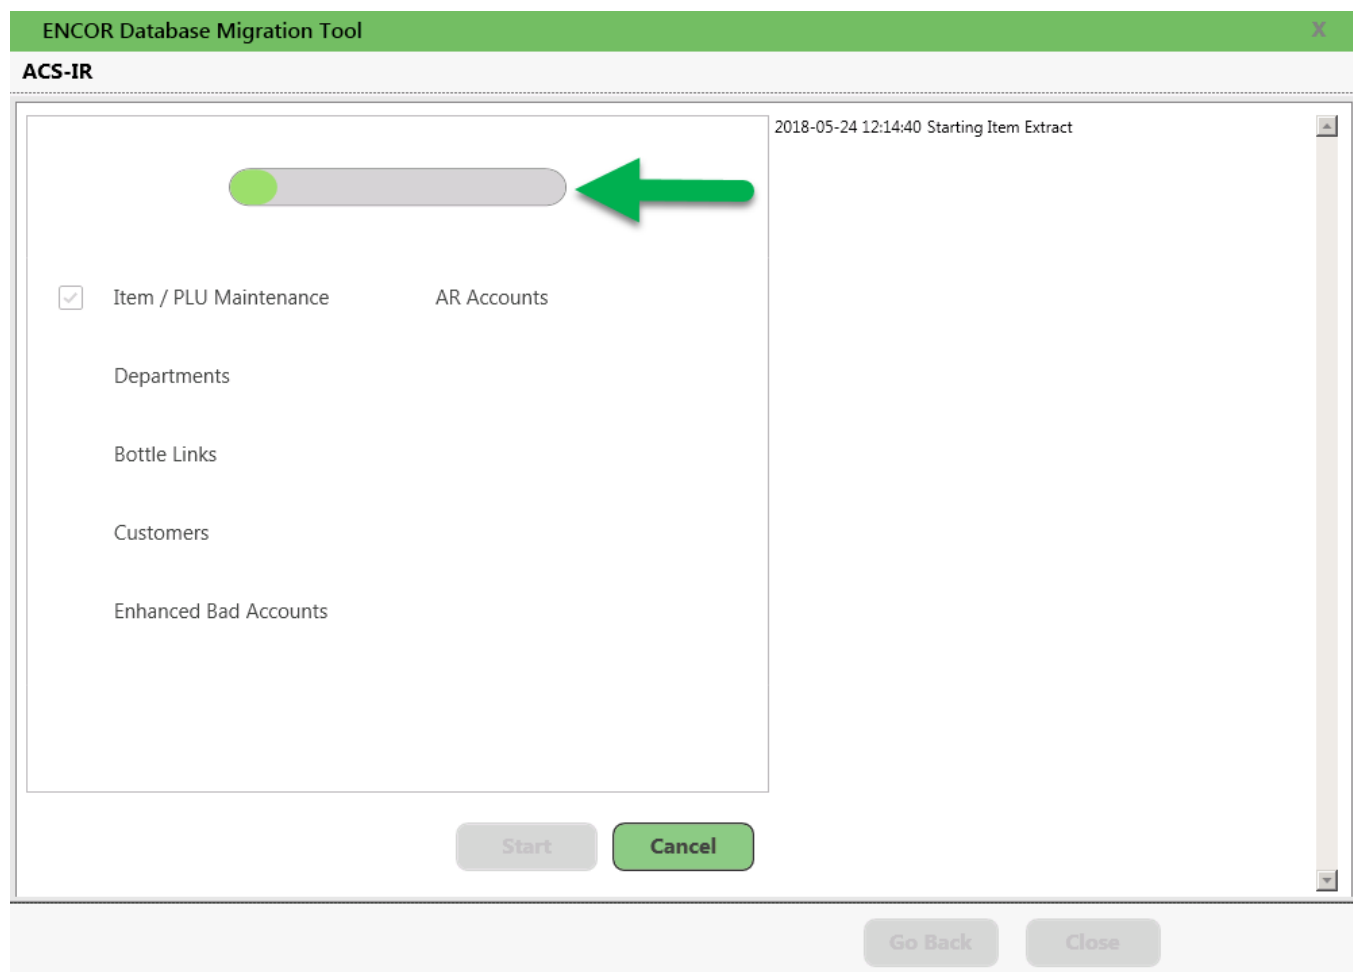 ENCOR Database Migration Tool X
ACS-IR
2018-05-24 12:14:40 Starting Item Extract
Item / PLU Maintenance AR Accounts
Departments
Bottle Links
Customers
Enhanced Bad Accounts
Start Cancel
Go Back Close